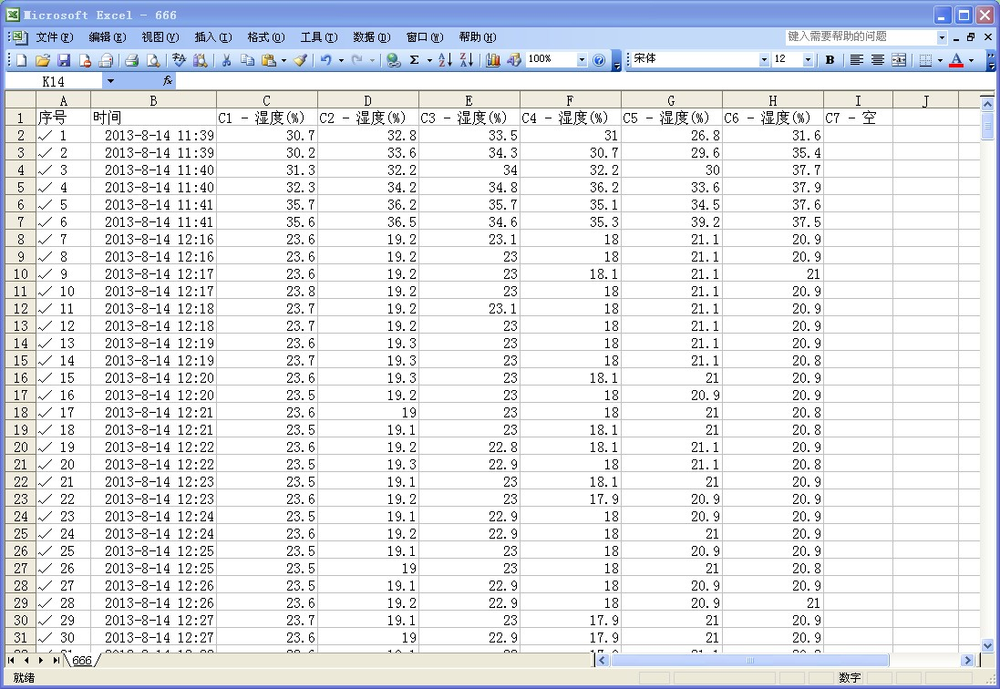 Microsoft Excel - 666
文件(F) 编辑(E) 视图(V) 插入(I) 格式(O) 工具(T) 数据(D) 窗口(W) 帮助(H) 键入需要帮助的问题
100% 宋体 12 B A
K14 fx
A B C D E F G H I J
1 序号 时间 C1 - 湿度(%) C2 - 湿度(%) C3 - 湿度(%) C4 - 湿度(%) C5 - 湿度(%) C6 - 湿度(%) C7 - 空
2 ✓ 1 2013-8-14 11:39 30.7 32.8 33.5 31 26.8 31.6
3 ✓ 2 2013-8-14 11:39 30.2 33.6 34.3 30.7 29.6 35.4
4 ✓ 3 2013-8-14 11:40 31.3 32.2 34 32.2 30 37.7
5 ✓ 4 2013-8-14 11:40 32.3 34.2 34.8 36.2 33.6 37.9
6 ✓ 5 2013-8-14 11:41 35.7 36.2 35.7 35.1 34.5 37.6
7 ✓ 6 2013-8-14 11:41 35.6 36.5 34.6 35.3 39.2 37.5
8 ✓ 7 2013-8-14 12:16 23.6 19.2 23.1 18 21.1 20.9
9 ✓ 8 2013-8-14 12:16 23.6 19.2 23 18 21.1 20.9
10 ✓ 9 2013-8-14 12:17 23.6 19.2 23 18.1 21.1 21
11 ✓ 10 2013-8-14 12:17 23.8 19.2 23 18 21.1 20.9
12 ✓ 11 2013-8-14 12:18 23.7 19.2 23.1 18 21.1 20.9
13 ✓ 12 2013-8-14 12:18 23.7 19.2 23 18 21.1 20.9
14 ✓ 13 2013-8-14 12:19 23.6 19.3 23 18 21.1 20.9
15 ✓ 14 2013-8-14 12:19 23.7 19.3 23 18 21.1 20.8
16 ✓ 15 2013-8-14 12:20 23.6 19.3 23 18.1 21 20.9
17 ✓ 16 2013-8-14 12:20 23.5 19.2 23 18 20.9 20.9
18 ✓ 17 2013-8-14 12:21 23.6 19 23 18 21 20.8
19 ✓ 18 2013-8-14 12:21 23.5 19.1 23 18.1 21 20.8
20 ✓ 19 2013-8-14 12:22 23.6 19.2 22.8 18.1 21.1 20.9
21 ✓ 20 2013-8-14 12:22 23.5 19.3 22.9 18 21.1 20.8
22 ✓ 21 2013-8-14 12:23 23.5 19.1 23 18.1 21 20.9
23 ✓ 22 2013-8-14 12:23 23.6 19.2 23 17.9 20.9 20.9
24 ✓ 23 2013-8-14 12:24 23.5 19.1 22.9 18 20.9 20.9
25 ✓ 24 2013-8-14 12:24 23.6 19.2 22.9 18 21 20.9
26 ✓ 25 2013-8-14 12:25 23.5 19.1 23 18 20.9 20.9
27 ✓ 26 2013-8-14 12:25 23.5 19 23 18 21 20.8
28 ✓ 27 2013-8-14 12:26 23.5 19.1 22.9 18 20.9 20.9
29 ✓ 28 2013-8-14 12:26 23.6 19.2 22.9 18 20.9 21
30 ✓ 29 2013-8-14 12:27 23.7 19.1 23 17.9 21 20.9
31 ✓ 30 2013-8-14 12:27 23.6 19 22.9 17.9 21 20.9
666
就绪 数字